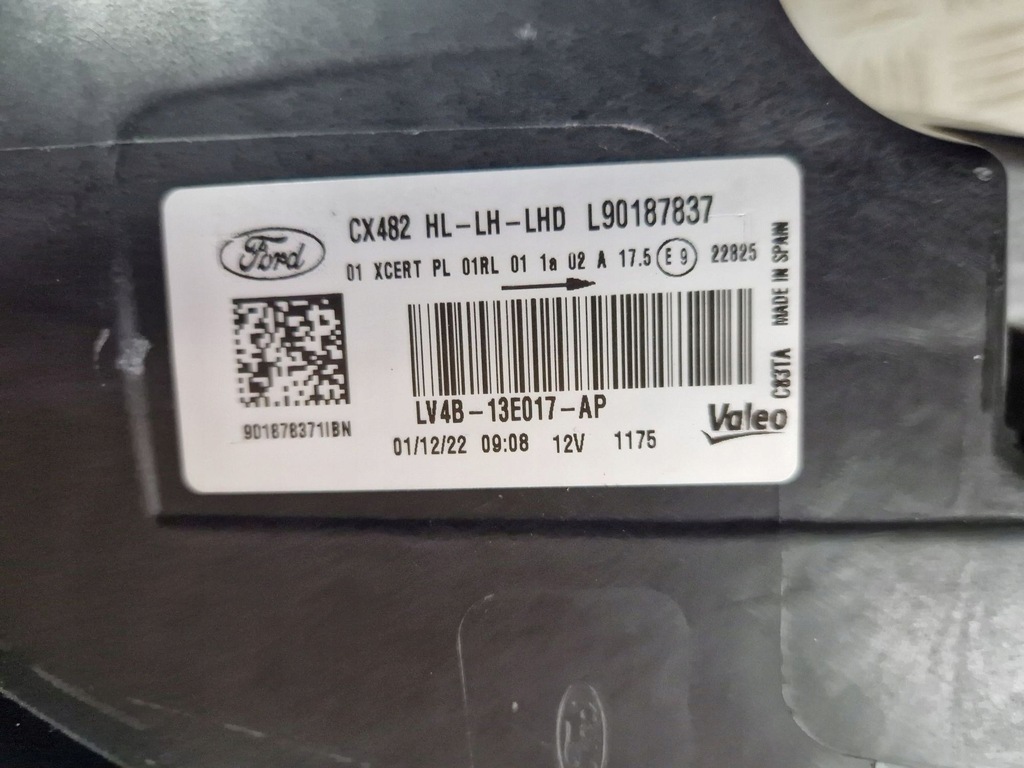 Ford
CX482 HL-LH-LHD L90187837
01 XCERT PL 01RL 01 1a 02 A 17.5 E9 22825
LV4B-13E017-AP
901878371IBN
01/12/22 09:08 12V 1175
Valeo
C83TA MADE IN SPAIN
Ford